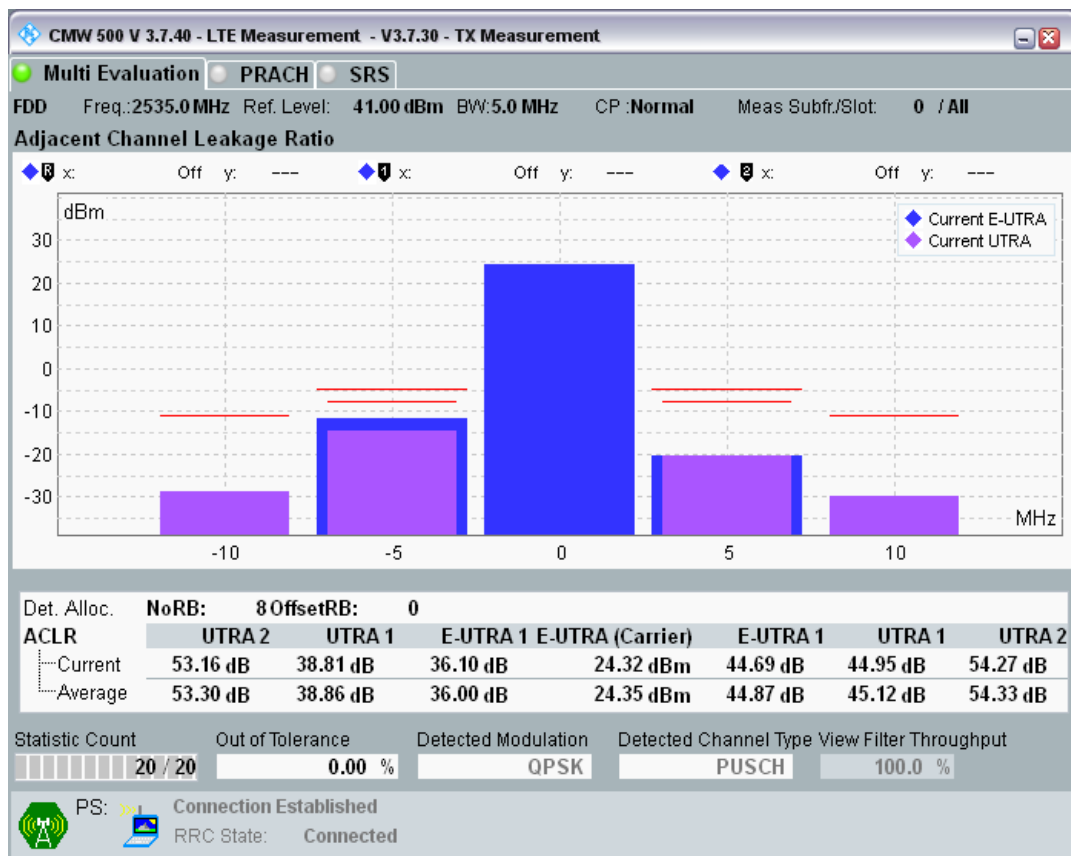 CMW 500 V 3.7.40 - LTE Measurement - V3.7.30 - TX Measurement
Multi Evaluation PRACH SRS
FDD Freq.:2535.0 MHz Ref. Level: 41.00 dBm BW:5.0 MHz CP :Normal Meas Subfr./Slot: 0 / All
Adjacent Channel Leakage Ratio
R x: Off y: --- 1 x: Off y: --- 2 x: Off y: ---
dBm
Current E-UTRA
Current UTRA
30
20
10
0
-10
-20
-30
MHz
-10 -5 0 5 10
Det. Alloc. NoRB: 8 OffsetRB: 0
ACLR UTRA 2 UTRA 1 E-UTRA 1 E-UTRA (Carrier) E-UTRA 1 UTRA 1 UTRA 2
Current 53.16 dB 38.81 dB 36.10 dB 24.32 dBm 44.69 dB 44.95 dB 54.27 dB
Average 53.30 dB 38.86 dB 36.00 dB 24.35 dBm 44.87 dB 45.12 dB 54.33 dB
Statistic Count Out of Tolerance Detected Modulation Detected Channel Type View Filter Throughput
20 / 20 0.00 % QPSK PUSCH 100.0 %
PS: Connection Established
RRC State: Connected